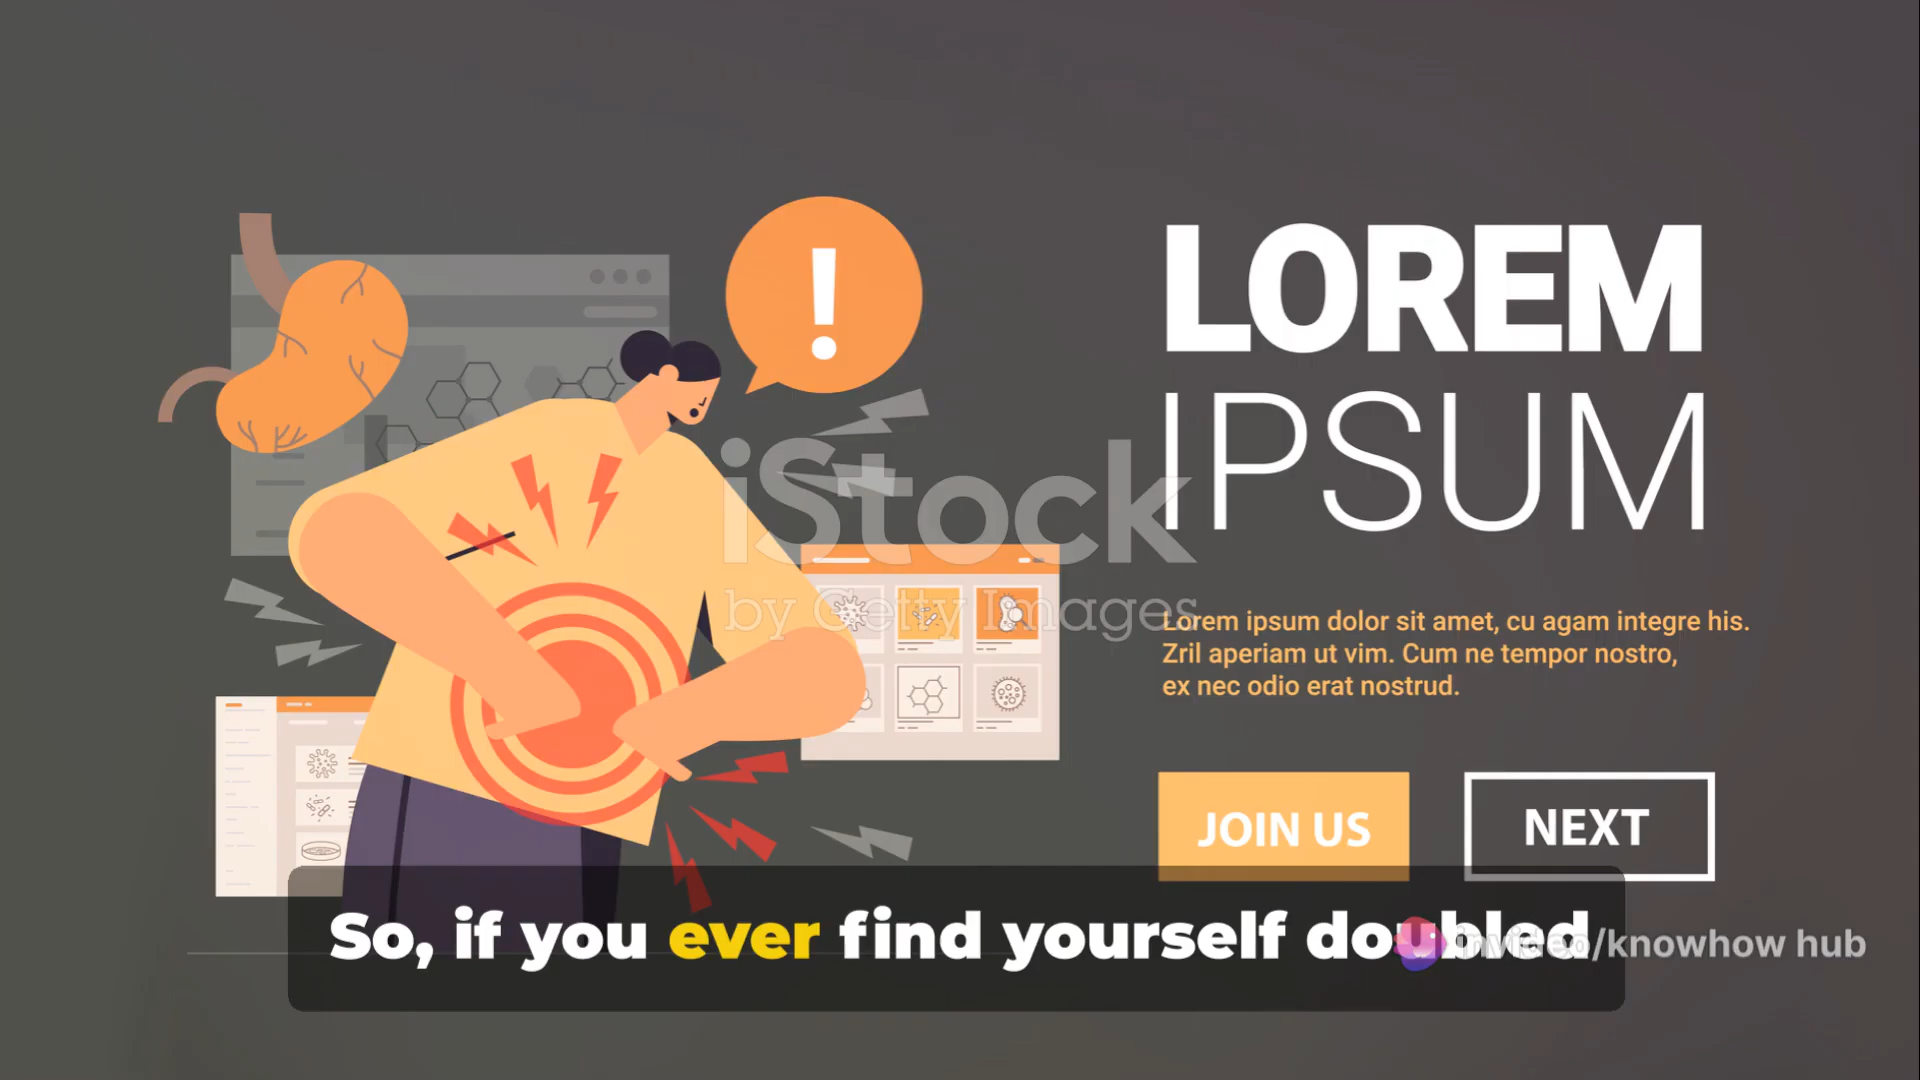 !
LOREM
IPSUM
iStock
by Getty Images
Lorem ipsum dolor sit amet, cu agam integre his.
Zril aperiam ut vim. Cum ne tempor nostro,
ex nec odio erat nostrud.
JOIN US
NEXT
So, if you ever find yourself doubled
invideo/knowhow hub